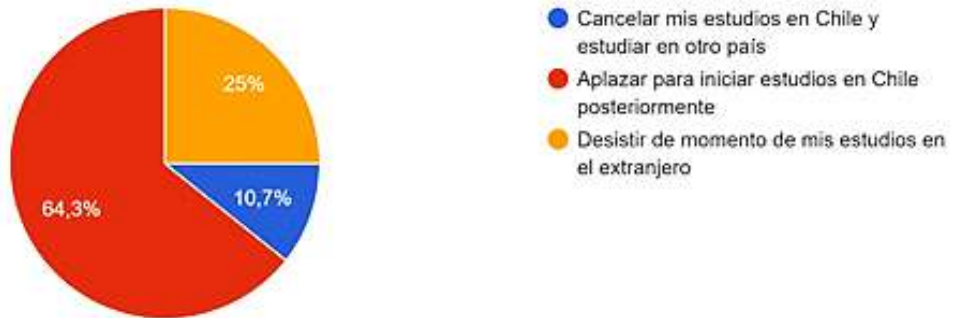 25%
10,7%
64,3%
Cancelar mis estudios en Chile y
estudiar en otro país
Aplazar para iniciar estudios en Chile
posteriormente
Desistir de momento de mis estudios en
el extranjero